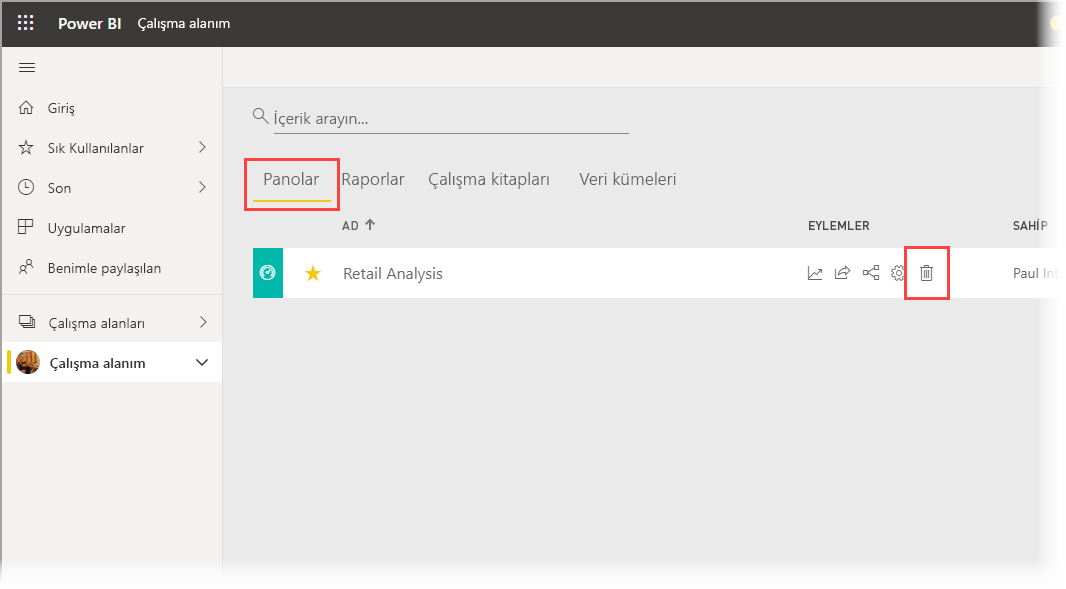 Power BI Çalışma alanım
Giriş
Sık Kullanılanlar
Son
Uygulamalar
Benimle paylaşılan
Çalışma alanları
Çalışma alanım
İçerik arayın...
Panolar Raporlar Çalışma kitapları Veri kümeleri
AD EYLEMLER SAHİP
Retail Analysis Paul